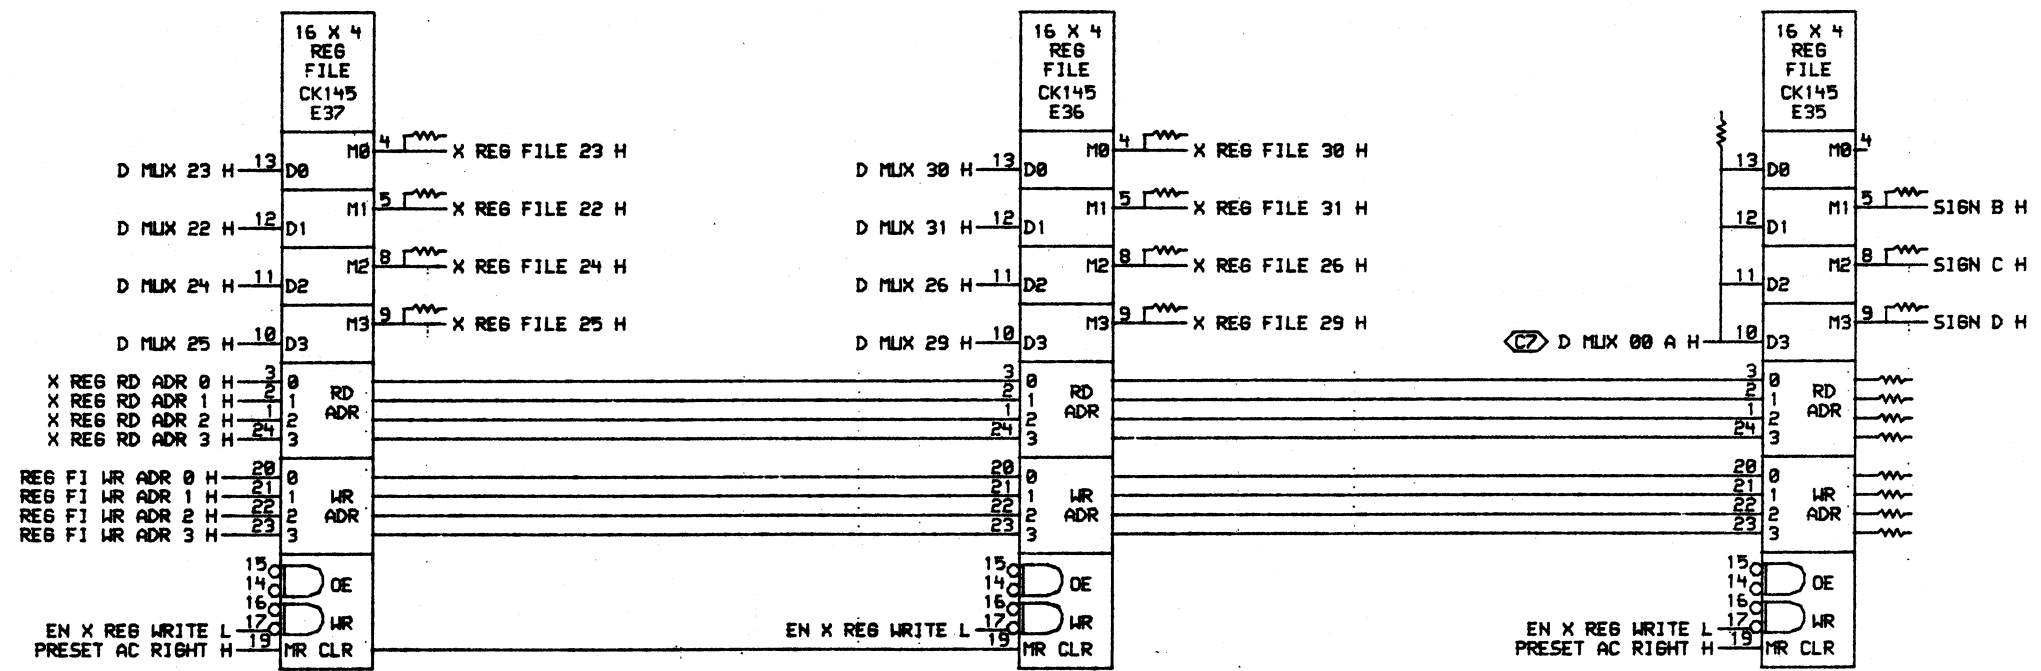 16 X 4
REG
FILE
CK145
E37
M0 4 X REG FILE 23 H
D MUX 23 H 13 D0
M1 5 X REG FILE 22 H
D MUX 22 H 12 D1
M2 8 X REG FILE 24 H
D MUX 24 H 11 D2
M3 9 X REG FILE 25 H
D MUX 25 H 10 D3
X REG RD ADR 0 H 3 0
X REG RD ADR 1 H 2 1
X REG RD ADR 2 H 1 2
X REG RD ADR 3 H 24 3
RD
ADR
REG FI WR ADR 0 H 20 0
REG FI WR ADR 1 H 21 1
REG FI WR ADR 2 H 22 2
REG FI WR ADR 3 H 23 3
WR
ADR
15
14 OE
16
EN X REG WRITE L 17 WR
PRESET AC RIGHT H 19 MR CLR
16 X 4
REG
FILE
CK145
E36
M0 4 X REG FILE 30 H
D MUX 30 H 13 D0
M1 5 X REG FILE 31 H
D MUX 31 H 12 D1
M2 8 X REG FILE 26 H
D MUX 26 H 11 D2
M3 9 X REG FILE 29 H
D MUX 29 H 10 D3
3 0
2 1
1 2
24 3
RD
ADR
20 0
21 1
22 2
23 3
WR
ADR
15
14 OE
16
EN X REG WRITE L 17 WR
19 MR CLR
16 X 4
REG
FILE
CK145
E35
M0 4
13 D0
M1 5 SIGN B H
12 D1
M2 8 SIGN C H
11 D2
M3 9 SIGN D H
C7 D MUX 00 A H 10 D3
3 0
2 1
1 2
24 3
RD
ADR
20 0
21 1
22 2
23 3
WR
ADR
15
14 OE
16
EN X REG WRITE L 17 WR
PRESET AC RIGHT H 19 MR CLR